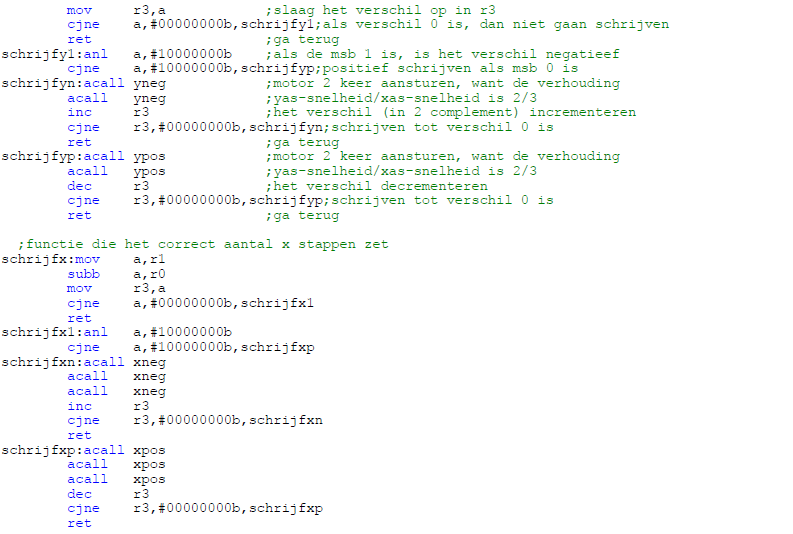 mov r3,a ;slaag het verschil op in r3
cjne a,#00000000b,schrijfy1;als verschil 0 is, dan niet gaan schrijven
ret ;ga terug
schrijfy1:anl a,#10000000b ;als de msb 1 is, is het verschil negatieef
cjne a,#10000000b,schrijfyp;positief schrijven als msb 0 is
schrijfyn:acall yneg ;motor 2 keer aansturen, want de verhouding
acall yneg ;yas-snelheid/xas-snelheid is 2/3
inc r3 ;het verschil (in 2 complement) incrementeren
cjne r3,#00000000b,schrijfyn;schrijven tot verschil 0 is
ret ;ga terug
schrijfyp:acall ypos ;motor 2 keer aansturen, want de verhouding
acall ypos ;yas-snelheid/xas-snelheid is 2/3
dec r3 ;het verschil decrementeren
cjne r3,#00000000b,schrijfyp;schrijven tot verschil 0 is
ret ;ga terug
;functie die het correct aantal x stappen zet
schrijfx:mov a,r1
subb a,r0
mov r3,a
cjne a,#00000000b,schrijfx1
ret
schrijfx1:anl a,#10000000b
cjne a,#10000000b,schrijfxp
schrijfxn:acall xneg
acall xneg
acall xneg
inc r3
cjne r3,#00000000b,schrijfxn
ret
schrijfxp:acall xpos
acall xpos
acall xpos
dec r3
cjne r3,#00000000b,schrijfxp
ret